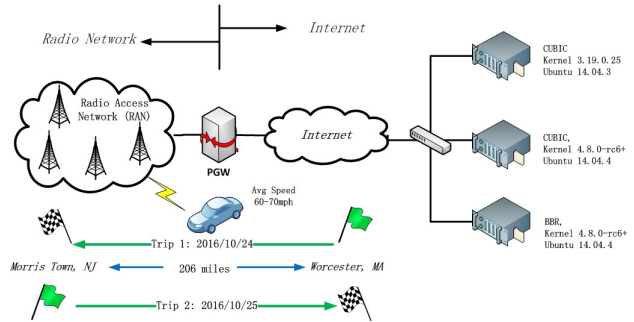 Radio Network
Internet
Radio Access
Network (RAN)
PGW
Internet
CUBIC
Kernel 3.19.0.25
Ubuntu 14.04.3
CUBIC,
Kernel 4.8.0-rc6+
Ubuntu 14.04.4
BBR,
Kernel 4.8.0-rc6+
Ubuntu 14.04.4
Avg Speed
60-70mph
Trip 1: 2016/10/24
Morris Town, NJ
206 miles
Worcester, MA
Trip 2: 2016/10/25